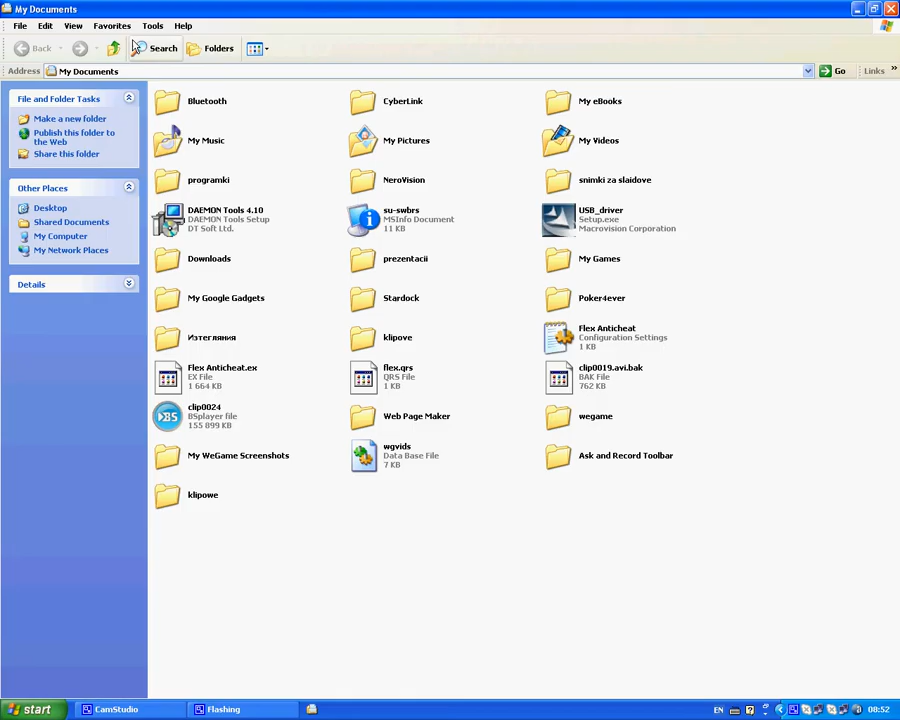 My Documents
File Edit View Favorites Tools Help
Back Search Folders
Address My Documents Go Links »
File and Folder Tasks
Make a new folder
Publish this folder to
the Web
Share this folder
Other Places
Desktop
Shared Documents
My Computer
My Network Places
Details
Bluetooth CyberLink My eBooks
My Music My Pictures My Videos
programki NeroVision snimki za slaidove
DAEMON Tools 4.10 su-swbrs USB_driver
DAEMON Tools Setup MSInfo Document Setup.exe
DT Soft Ltd. 11 KB Macrovision Corporation
Downloads prezentacii My Games
My Google Gadgets Stardock Poker4ever
Изтегляния klipove Flex Anticheat
Configuration Settings
1 KB
Flex Anticheat.ex flex.qrs clip0019.avi.bak
EX File QRS File BAK File
1 664 KB 1 KB 762 KB
clip0024
BSplayer file
155 899 KB
BS
Web Page Maker wegame
My WeGame Screenshots wgvids Ask and Record Toolbar
Data Base File
7 KB
klipowe
start CamStudio Flashing EN 08:52